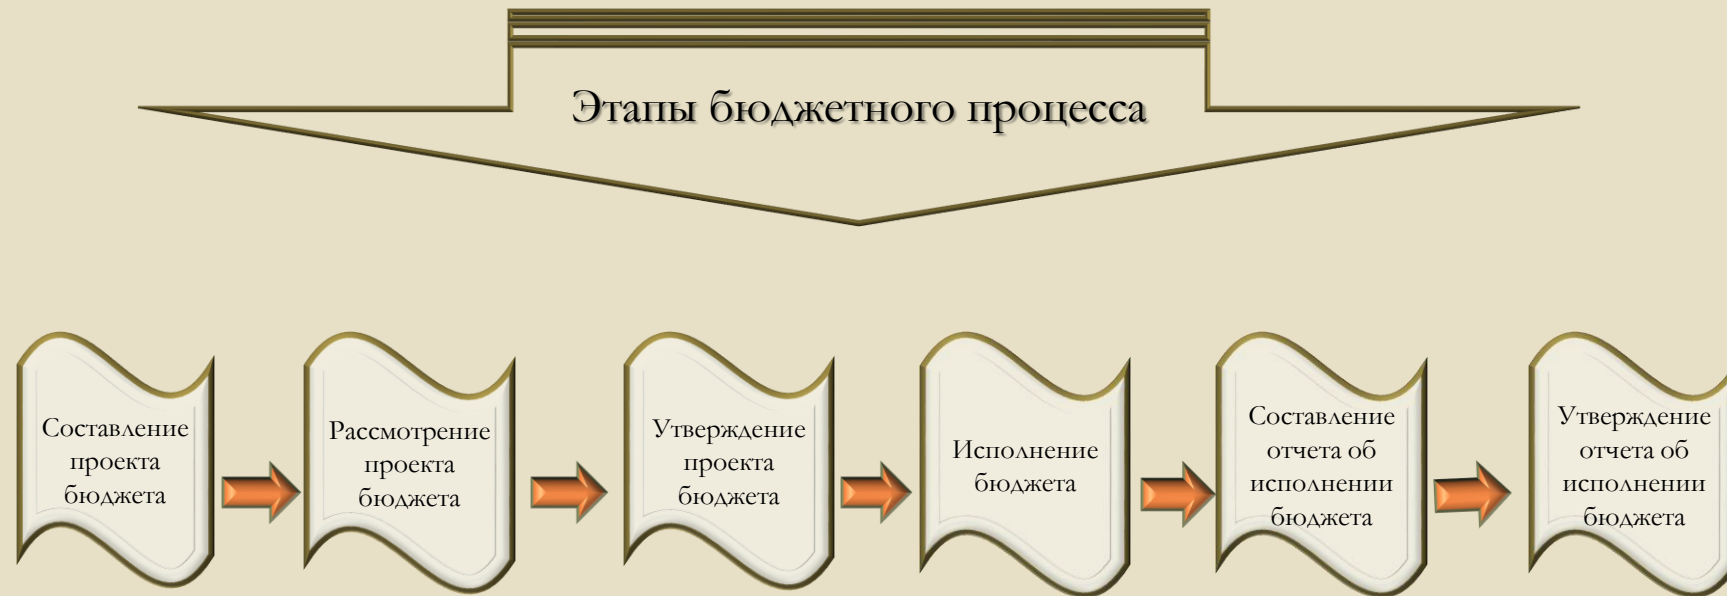 Этапы бюджетного процесса
Составление
проекта
бюджета
Рассмотрение
проекта
бюджета
Утверждение
проекта
бюджета
Исполнение
бюджета
Составление
отчета об
исполнении
бюджета
Утверждение
отчета об
исполнении
бюджета